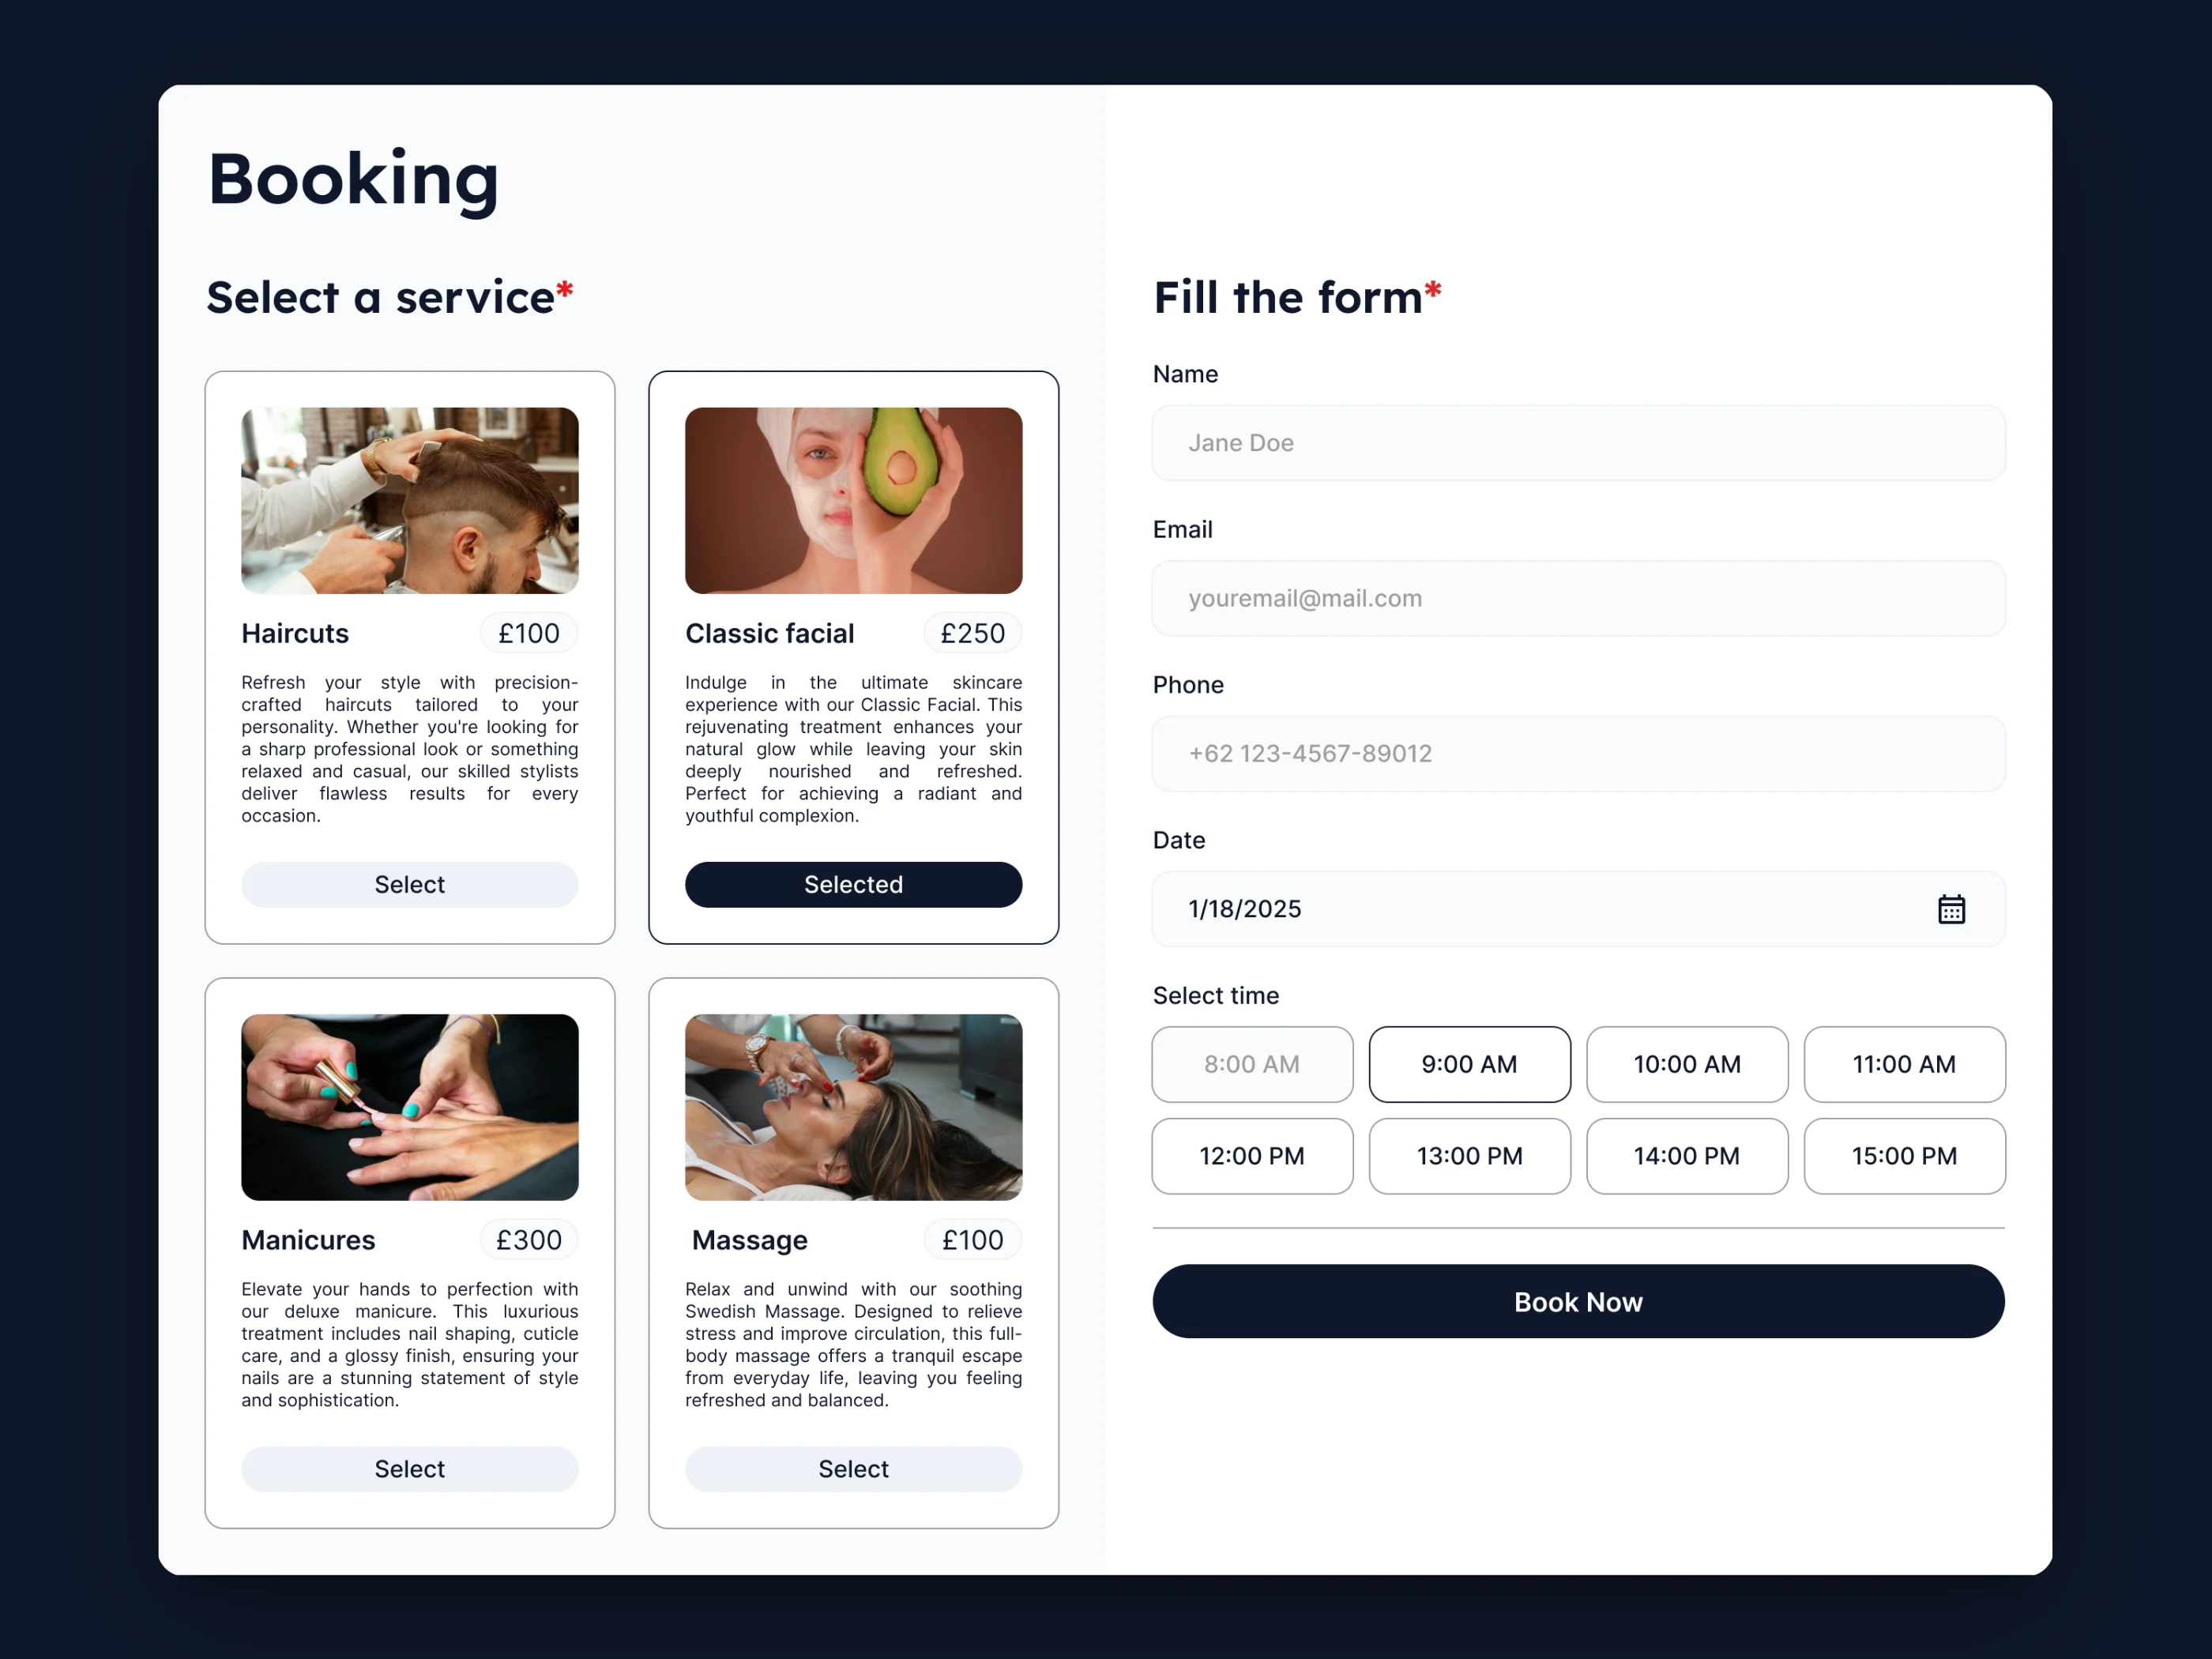 Booking
Select a service*
Haircuts
£100
Refresh your style with precision-
crafted haircuts tailored to your
personality. Whether you're looking for
a sharp professional look or something
relaxed and casual, our skilled stylists
deliver flawless results for every
occasion.
Select
Classic facial
£250
Indulge in the ultimate skincare
experience with our Classic Facial. This
rejuvenating treatment enhances your
natural glow while leaving your skin
deeply nourished and refreshed.
Perfect for achieving a radiant and
youthful complexion.
Selected
Manicures
£300
Elevate your hands to perfection with
our deluxe manicure. This luxurious
treatment includes nail shaping, cuticle
care, and a glossy finish, ensuring your
nails are a stunning statement of style
and sophistication.
Select
Massage
£100
Relax and unwind with our soothing
Swedish Massage. Designed to relieve
stress and improve circulation, this full-
body massage offers a tranquil escape
from everyday life, leaving you feeling
refreshed and balanced.
Select
Fill the form*
Name
Jane Doe
Email
youremail@mail.com
Phone
+62 123-4567-89012
Date
1/18/2025
Select time
8:00 AM
9:00 AM
10:00 AM
11:00 AM
12:00 PM
13:00 PM
14:00 PM
15:00 PM
Book Now